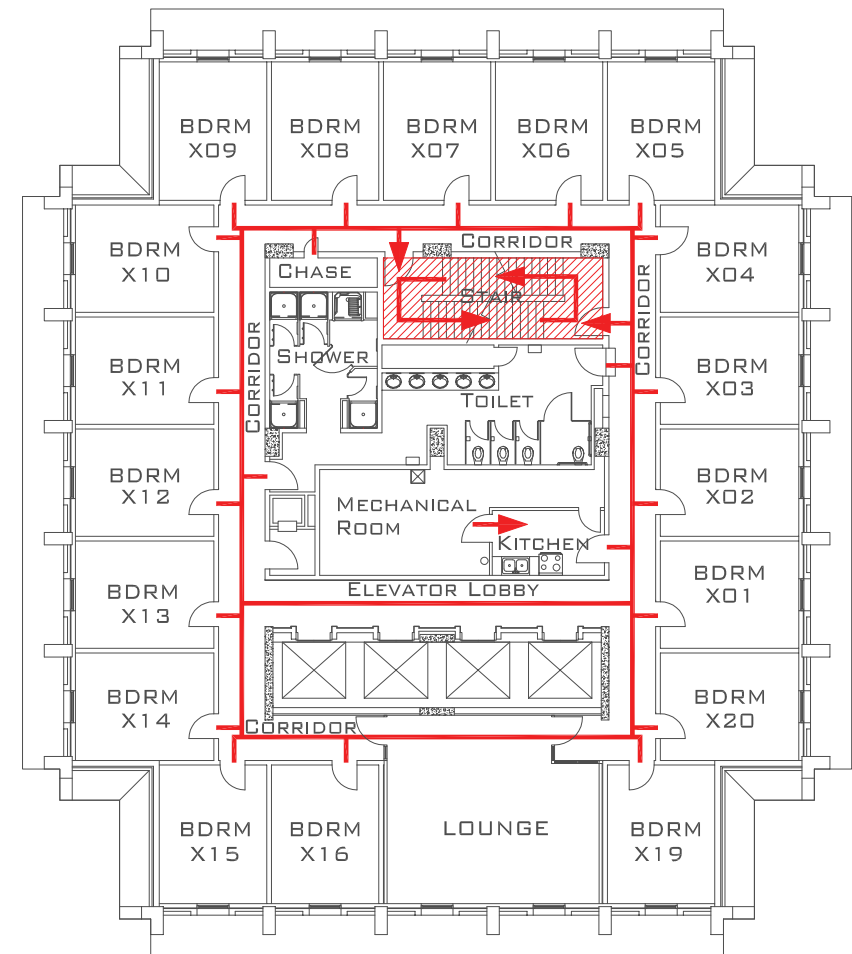 BDRM
X09
BDRM
X08
BDRM
X07
BDRM
X06
BDRM
X05
BDRM
X10
CORRIDOR
BDRM
X04
CHASE
STAIR
CORRIDOR
CORRIDOR
BDRM
X11
SHOWER
TOILET
BDRM
X03
BDRM
X12
MECHANICAL
ROOM
KITCHEN
BDRM
X02
BDRM
X13
ELEVATOR LOBBY
BDRM
X01
BDRM
X14
CORRIDOR
BDRM
X20
BDRM
X15
BDRM
X16
LOUNGE
BDRM
X19